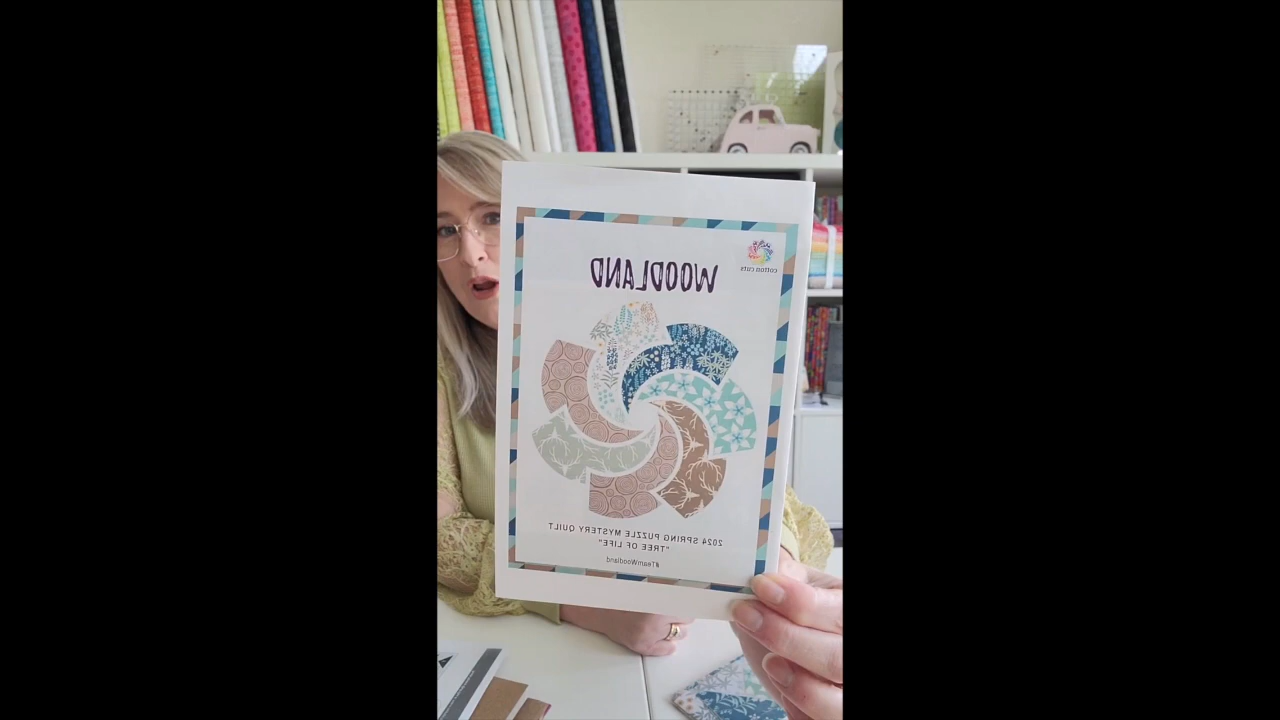 cotton cuts
WOODLAND
2024 SPRING PUZZLE MYSTERY QUILT
"TREE OF LIFE"
#TeamWoodland